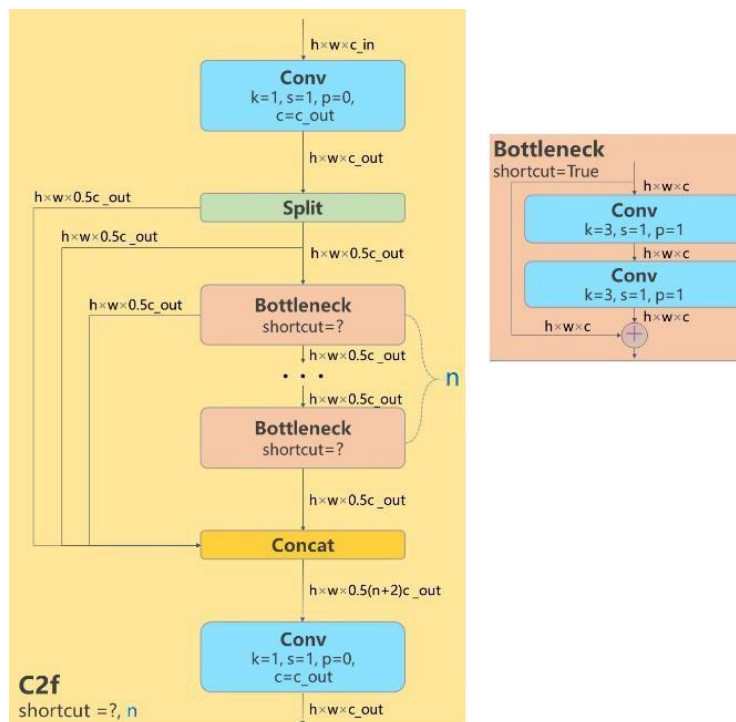 h×w×c_in
Conv
k=1, s=1, p=0,
c=c_out
h×w×c_out
h×w×0.5c_out
Split
h×w×0.5c_out
h×w×0.5c_out
h×w×0.5c_out
Bottleneck
shortcut=?
h×w×0.5c_out
...
h×w×0.5c_out
n
Bottleneck
shortcut=?
h×w×0.5c_out
Concat
h×w×0.5(n+2)c_out
Conv
k=1, s=1, p=0,
c=c_out
h×w×c_out
C2f
shortcut =?, n
Bottleneck
shortcut=True
h×w×c
Conv
k=3, s=1, p=1
h×w×c
Conv
k=3, s=1, p=1
h×w×c
h×w×c
+